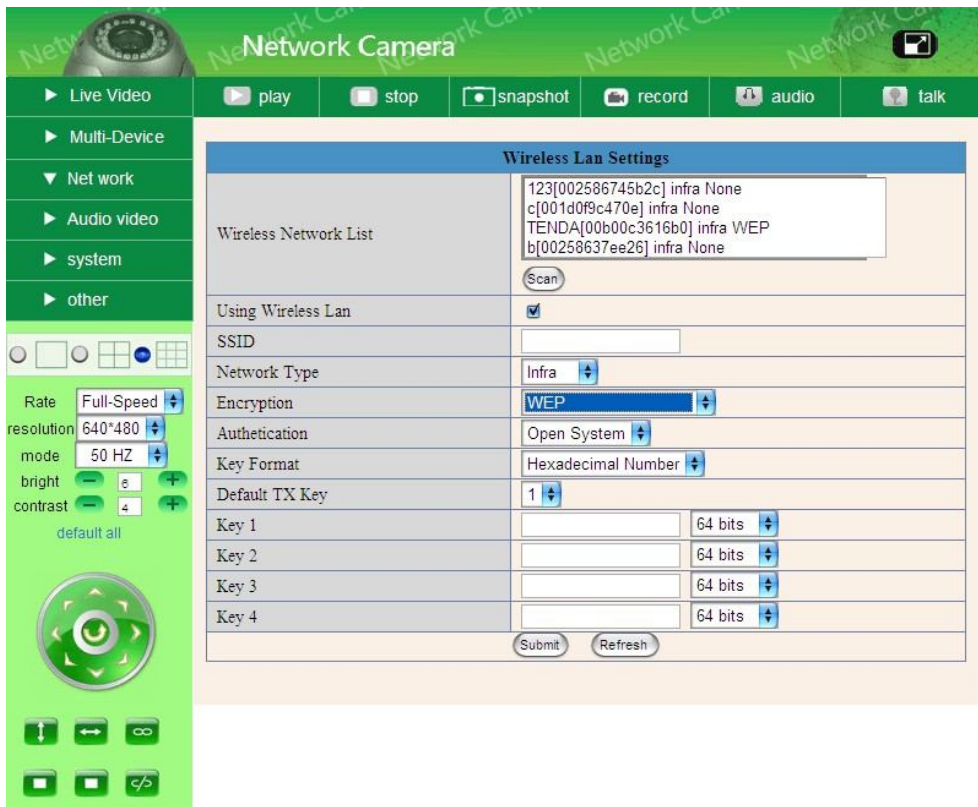 Network Camera
Live Video
play
stop
snapshot
record
audio
talk
Multi-Device
Net work
Audio video
system
other
Rate Full-Speed
resolution 640*480
mode 50 HZ
bright 6
contrast 4
default all
Wireless Lan Settings
Wireless Network List
123[002586745b2c] infra None
c[001d0f9c470e] infra None
TENDA[00b00c3616b0] infra WEP
b[00258637ee26] infra None
Scan
Using Wireless Lan
SSID
Network Type Infra
Encryption WEP
Authetication Open System
Key Format Hexadecimal Number
Default TX Key 1
Key 1 64 bits
Key 2 64 bits
Key 3 64 bits
Key 4 64 bits
Submit Refresh